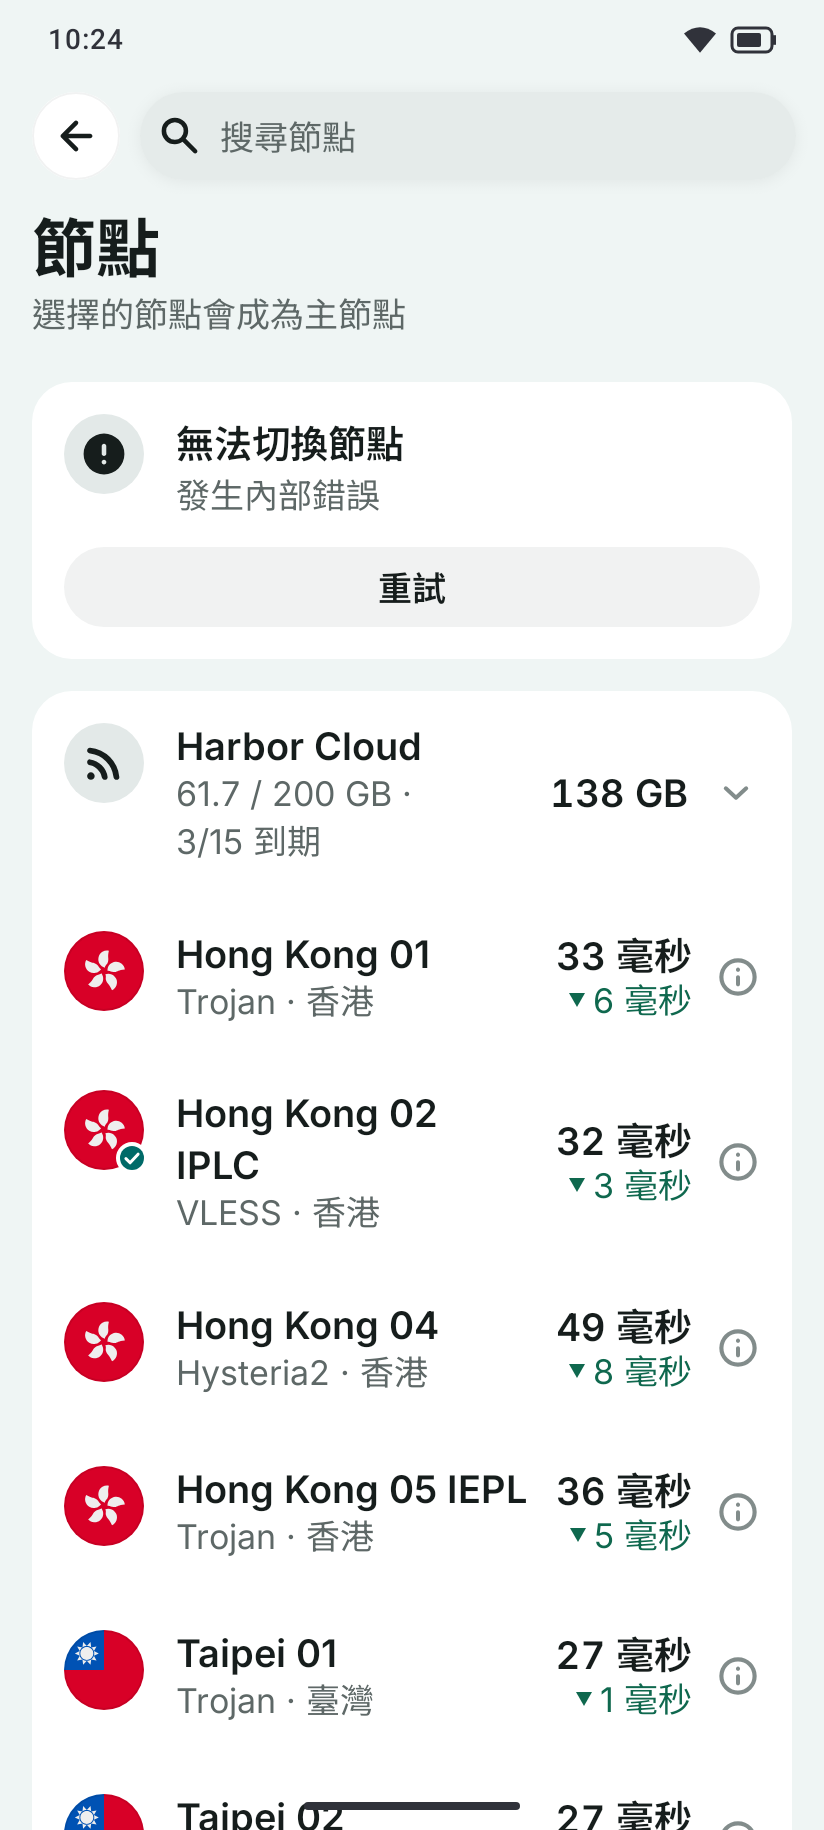 10:24
搜尋節點
節點
選擇的節點會成為主節點
無法切換節點
發生內部錯誤
重試
Harbor Cloud
61.7 / 200 GB ·
3/15 到期
138 GB
Hong Kong 01
Trojan · 香港
33 毫秒
▼6 毫秒
Hong Kong 02
IPLC
VLESS · 香港
32 毫秒
▼3 毫秒
Hong Kong 04
Hysteria2 · 香港
49 毫秒
▼8 毫秒
Hong Kong 05 IEPL
Trojan · 香港
36 毫秒
▼5 毫秒
Taipei 01
Trojan · 臺灣
27 毫秒
▼1 毫秒
Taipei 02
27 毫秒